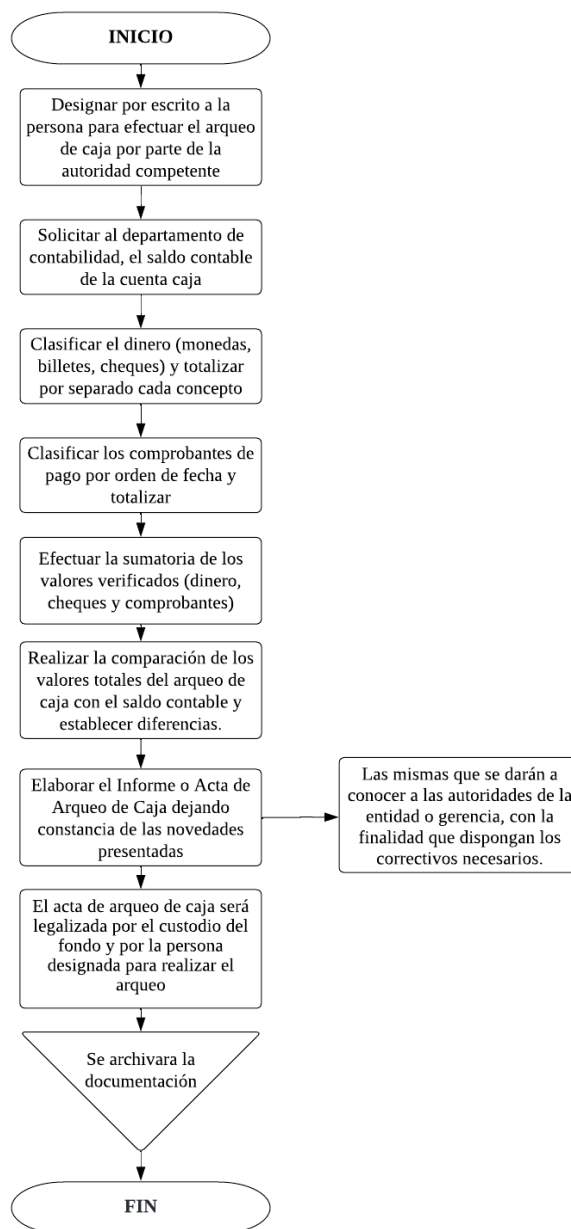 INICIO
Designar por escrito a la
persona para efectuar el arqueo
de caja por parte de la
autoridad competente
Solicitar al departamento de
contabilidad, el saldo contable
de la cuenta caja
Clasificar el dinero (monedas,
billetes, cheques) y totalizar
por separado cada concepto
Clasificar los comprobantes de
pago por orden de fecha y
totalizar
Efectuar la sumatoria de los
valores verificados (dinero,
cheques y comprobantes)
Realizar la comparación de los
valores totales del arqueo de
caja con el saldo contable y
establecer diferencias.
Elaborar el Informe o Acta de
Arqueo de Caja dejando
constancia de las novedades
presentadas
Las mismas que se darán a
conocer a las autoridades de la
entidad o gerencia, con la
finalidad que dispongan los
correctivos necesarios.
El acta de arqueo de caja será
legalizada por el custodio del
fondo y por la persona
designada para realizar el
arqueo
Se archivara la
documentación
FIN